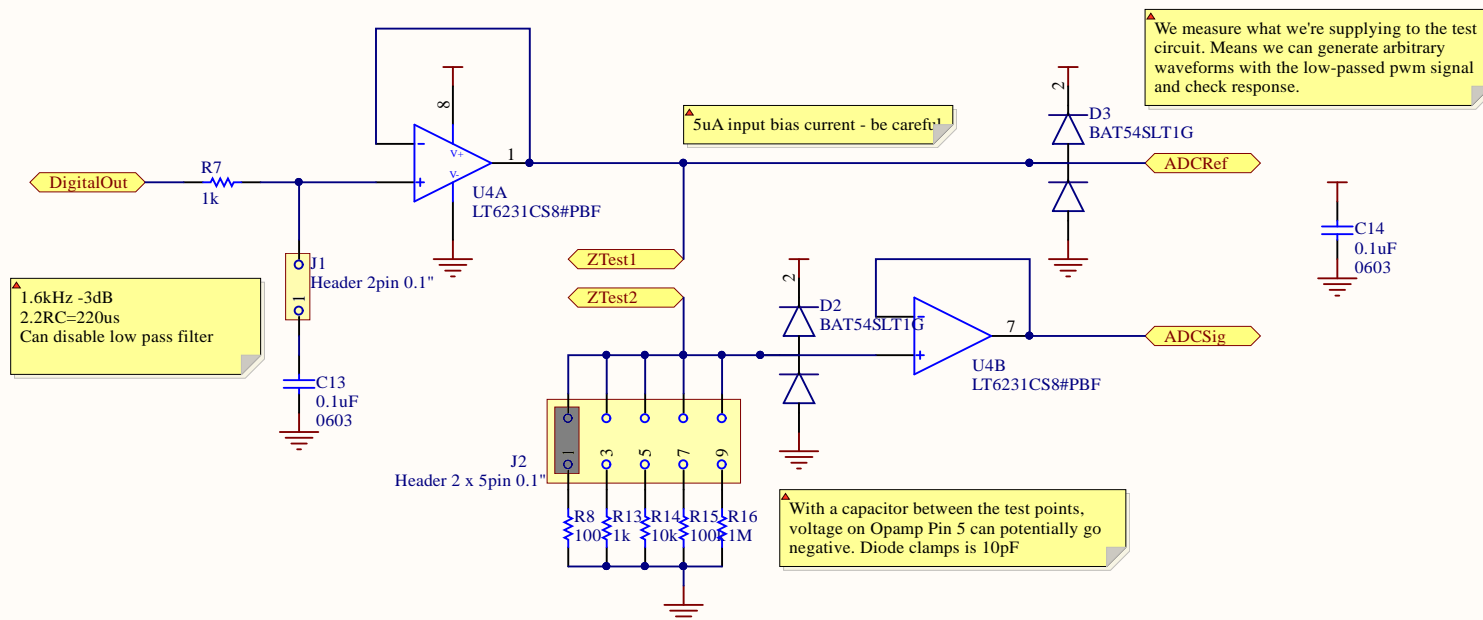 We measure what we're supplying to the test
circuit. Means we can generate arbitrary
waveforms with the low-passed pwm signal
and check response.
2
D3
BAT54SLT1G
8
5uA input bias current - be careful
V+
V-
1
ADCRef
DigitalOut
R7
1k
U4A
LT6231CS8#PBF
C14
0.1uF
0603
ZTest1
ZTest2
J1
Header 2pin 0.1"
1
1.6kHz -3dB
2.2RC=220us
Can disable low pass filter
2
D2
BAT54SLT1G
7
ADCSig
U4B
LT6231CS8#PBF
C13
0.1uF
0603
1 3 5 7 9
J2
Header 2 x 5pin 0.1"
R8 R13 R14 R15 R16
100 1k 10k 100k 1M
With a capacitor between the test points,
voltage on Opamp Pin 5 can potentially go
negative. Diode clamps is 10pF